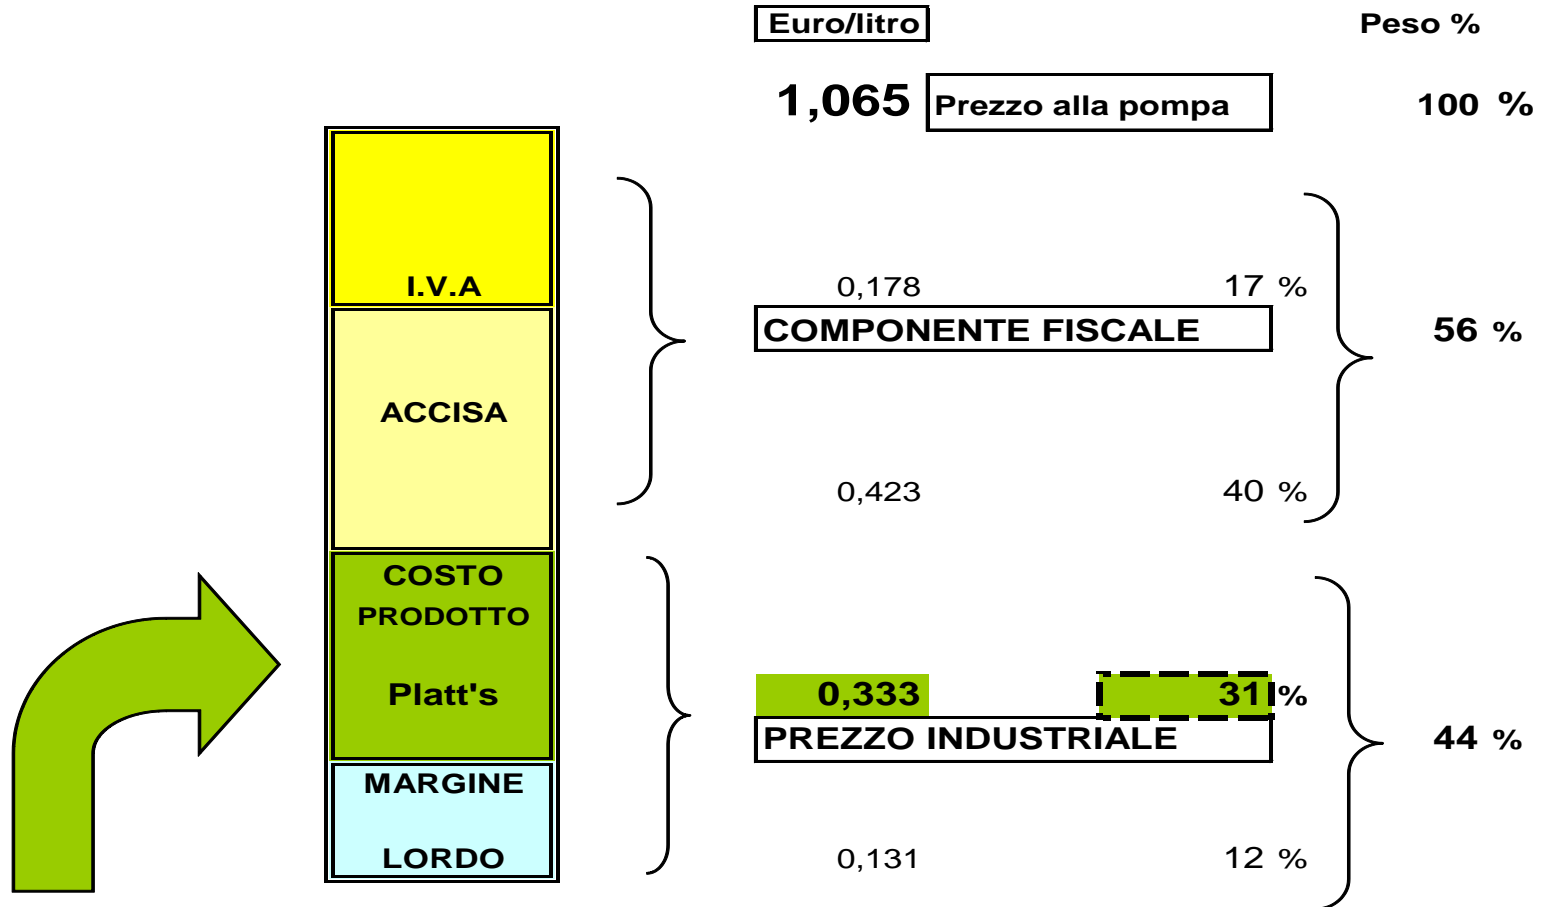 Euro/litro Peso %
1,065 Prezzo alla pompa 100 %
I.V.A 0,178 17 %
COMPONENTE FISCALE 56 %
ACCISA
0,423 40 %
COSTO
PRODOTTO
Platt's 0,333 31 %
PREZZO INDUSTRIALE 44 %
MARGINE
LORDO 0,131 12 %